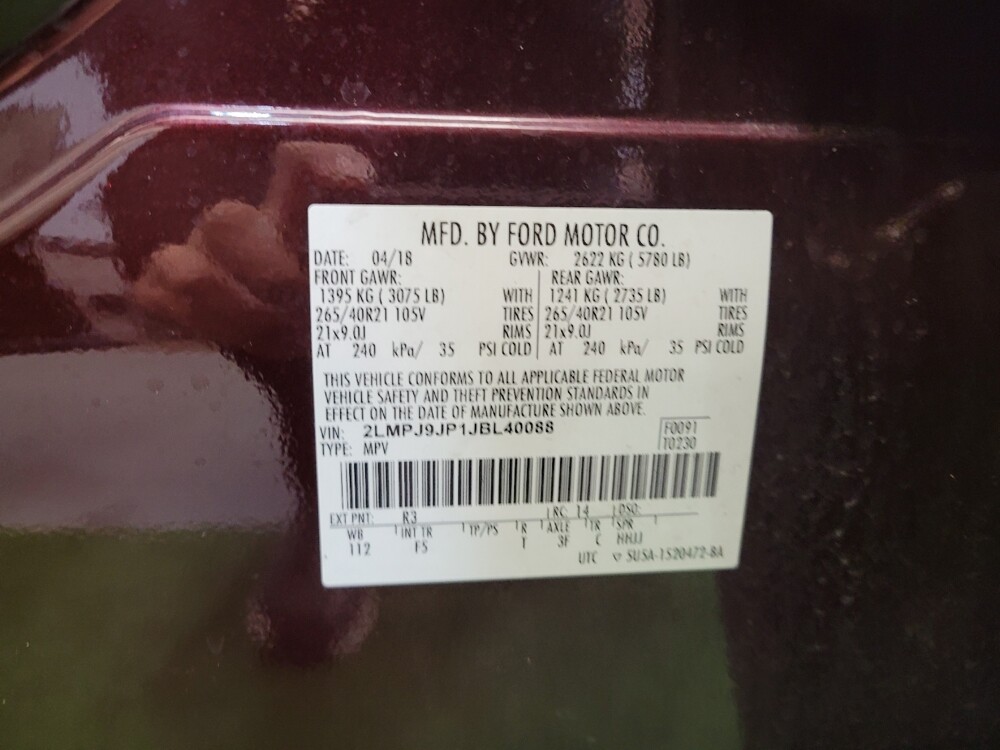 MFD. BY FORD MOTOR CO.
DATE: 04/18 GVWR: 2622 KG ( 5780 LB)
FRONT GAWR: REAR GAWR:
1395 KG ( 3075 LB) WITH 1241 KG ( 2735 LB) WITH
265/40R21 105V TIRES 265/40R21 105V TIRES
21x9.0J RIMS 21x9.0J RIMS
AT 240 kPa/ 35 PSI COLD AT 240 kPa/ 35 PSI COLD
THIS VEHICLE CONFORMS TO ALL APPLICABLE FEDERAL MOTOR
VEHICLE SAFETY AND THEFT PREVENTION STANDARDS IN
EFFECT ON THE DATE OF MANUFACTURE SHOWN ABOVE.
VIN: 2LMPJ9JP1JBL40088 F0091
TYPE: MPV T0230
EXT PNT: R3 RC: 14 DSO:
WB INT TR TP/PS R AXLE TR SPR
112 F5 T 3F C HHJJ
UTC ▽ SUSA-1520472-BA